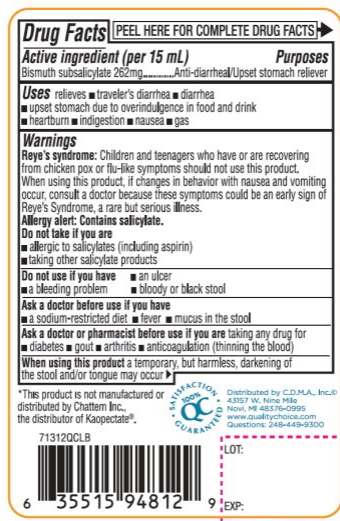 Drug Facts PEEL HERE FOR COMPLETE DRUG FACTS
Active ingredient (per 15 mL) Purposes
Bismuth subsalicylate 262mg..............Anti-diarrheal/Upset stomach reliever
Uses relieves ■ traveler's diarrhea ■ diarrhea
■ upset stomach due to overindulgence in food and drink
■ heartburn ■ indigestion ■ nausea ■ gas
Warnings
Reye's syndrome: Children and teenagers who have or are recovering
from chicken pox or flu-like symptoms should not use this product.
When using this product, if changes in behavior with nausea and vomiting
occur, consult a doctor because these symptoms could be an early sign of
Reye's Syndrome, a rare but serious illness.
Allergy alert: Contains salicylate.
Do not take if you are
■ allergic to salicylates (including aspirin)
■ taking other salicylate products
Do not use if you have ■ an ulcer
■ a bleeding problem ■ bloody or black stool
Ask a doctor before use if you have
■ a sodium-restricted diet ■ fever ■ mucus in the stool
Ask a doctor or pharmacist before use if you are taking any drug for
■ diabetes ■ gout ■ arthritis ■ anticoagulation (thinning the blood)
When using this product a temporary, but harmless, darkening of
the stool and/or tongue may occur
*This product is not manufactured or
distributed by Chattem Inc.,
the distributor of Kaopectate®.
71312QCLB
6 35515 94812 9
SATISFACTION
100%
QC
GUARANTEED
Distributed by C.D.M.A., Inc.©
43157 W. Nine Mile
Novi, MI 48376-0995
www.qualitychoice.com
Questions: 248-449-9300
LOT:
EXP: